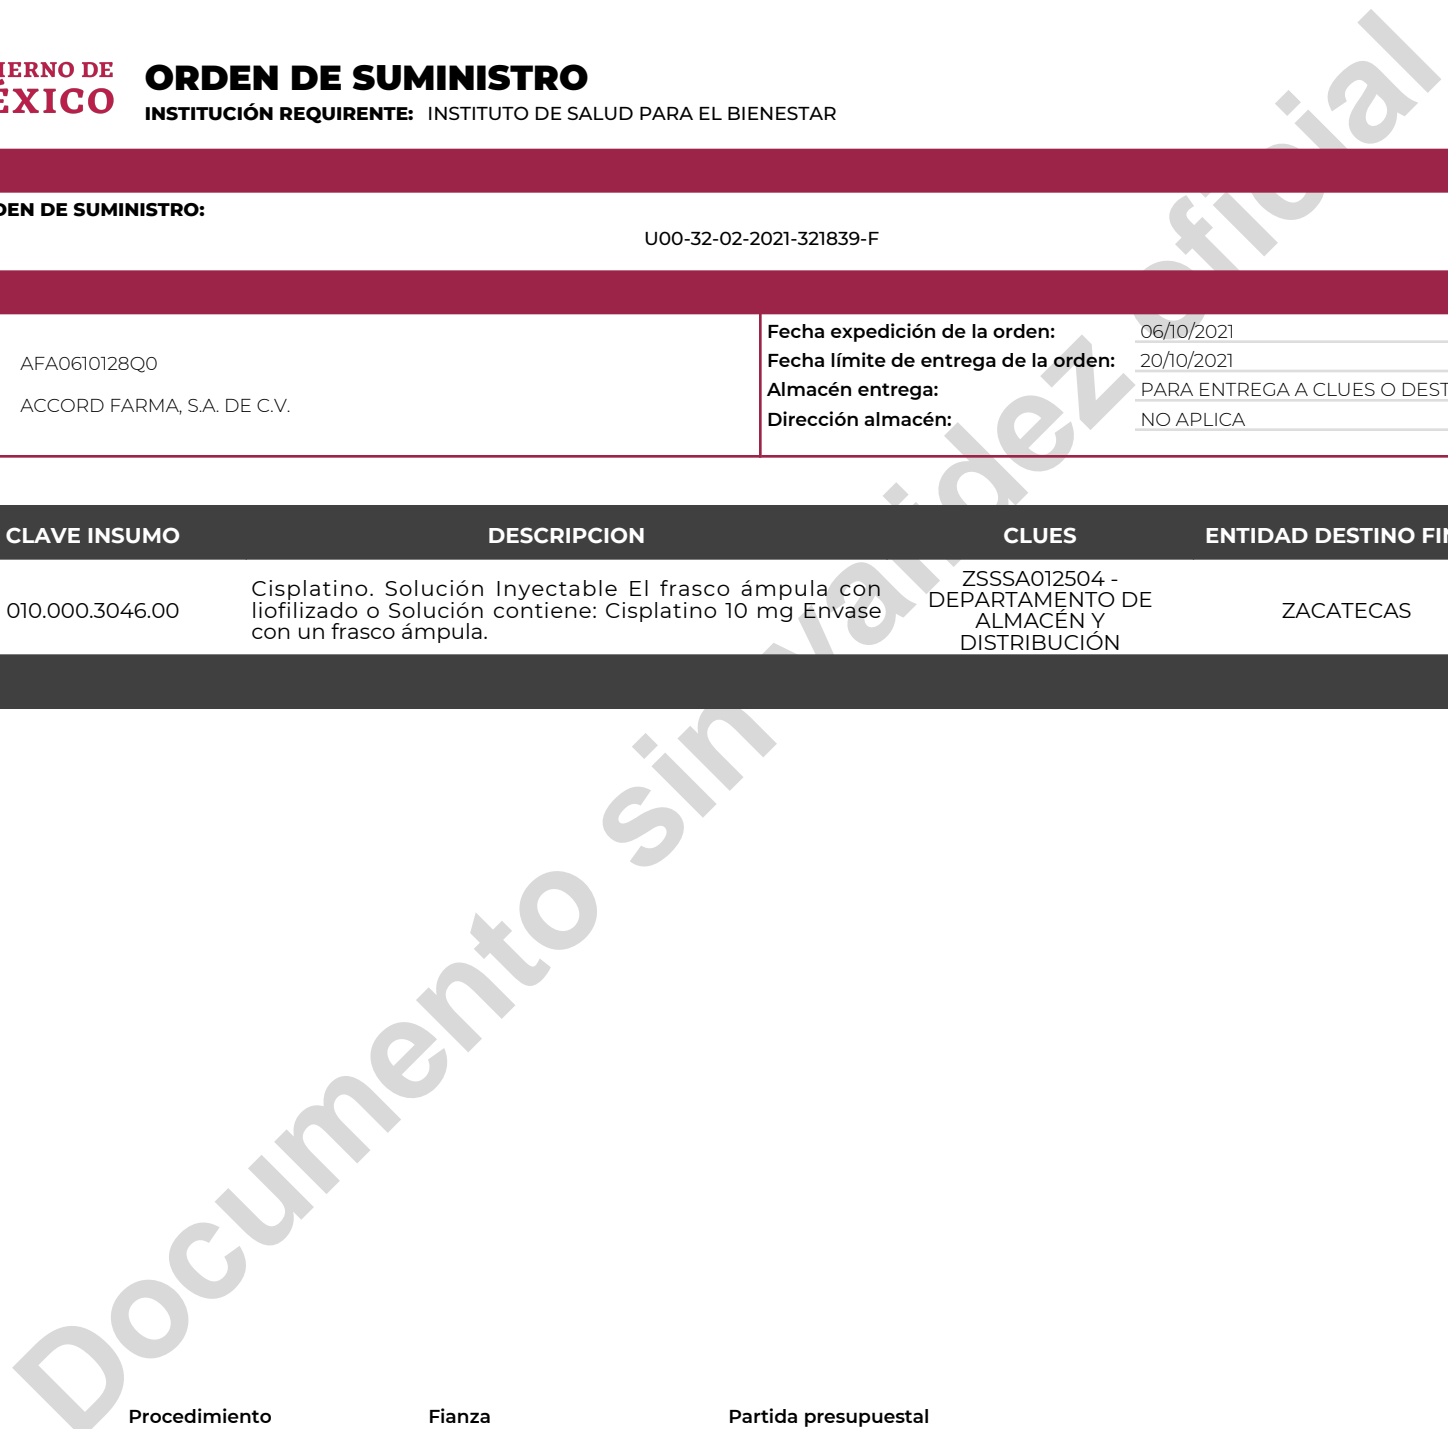 IERNO DE
ÉXICO
ORDEN DE SUMINISTRO
INSTITUCIÓN REQUIRENTE: INSTITUTO DE SALUD PARA EL BIENESTAR
DEN DE SUMINISTRO:
U00-32-02-2021-321839-F
AFA0610128Q0
ACCORD FARMA, S.A. DE C.V.
Fecha expedición de la orden: 06/10/2021
Fecha límite de entrega de la orden: 20/10/2021
Almacén entrega: PARA ENTREGA A CLUES O DEST
Dirección almacén: NO APLICA
CLAVE INSUMO DESCRIPCION CLUES ENTIDAD DESTINO FIN
010.000.3046.00
Cisplatino. Solución Inyectable El frasco ámpula con
liofilizado o Solución contiene: Cisplatino 10 mg Envase
con un frasco ámpula.
ZSSSA012504 -
DEPARTAMENTO DE
ALMACÉN Y
DISTRIBUCIÓN
ZACATECAS
Documento sin validez oficial
Procedimiento Fianza Partida presupuestal